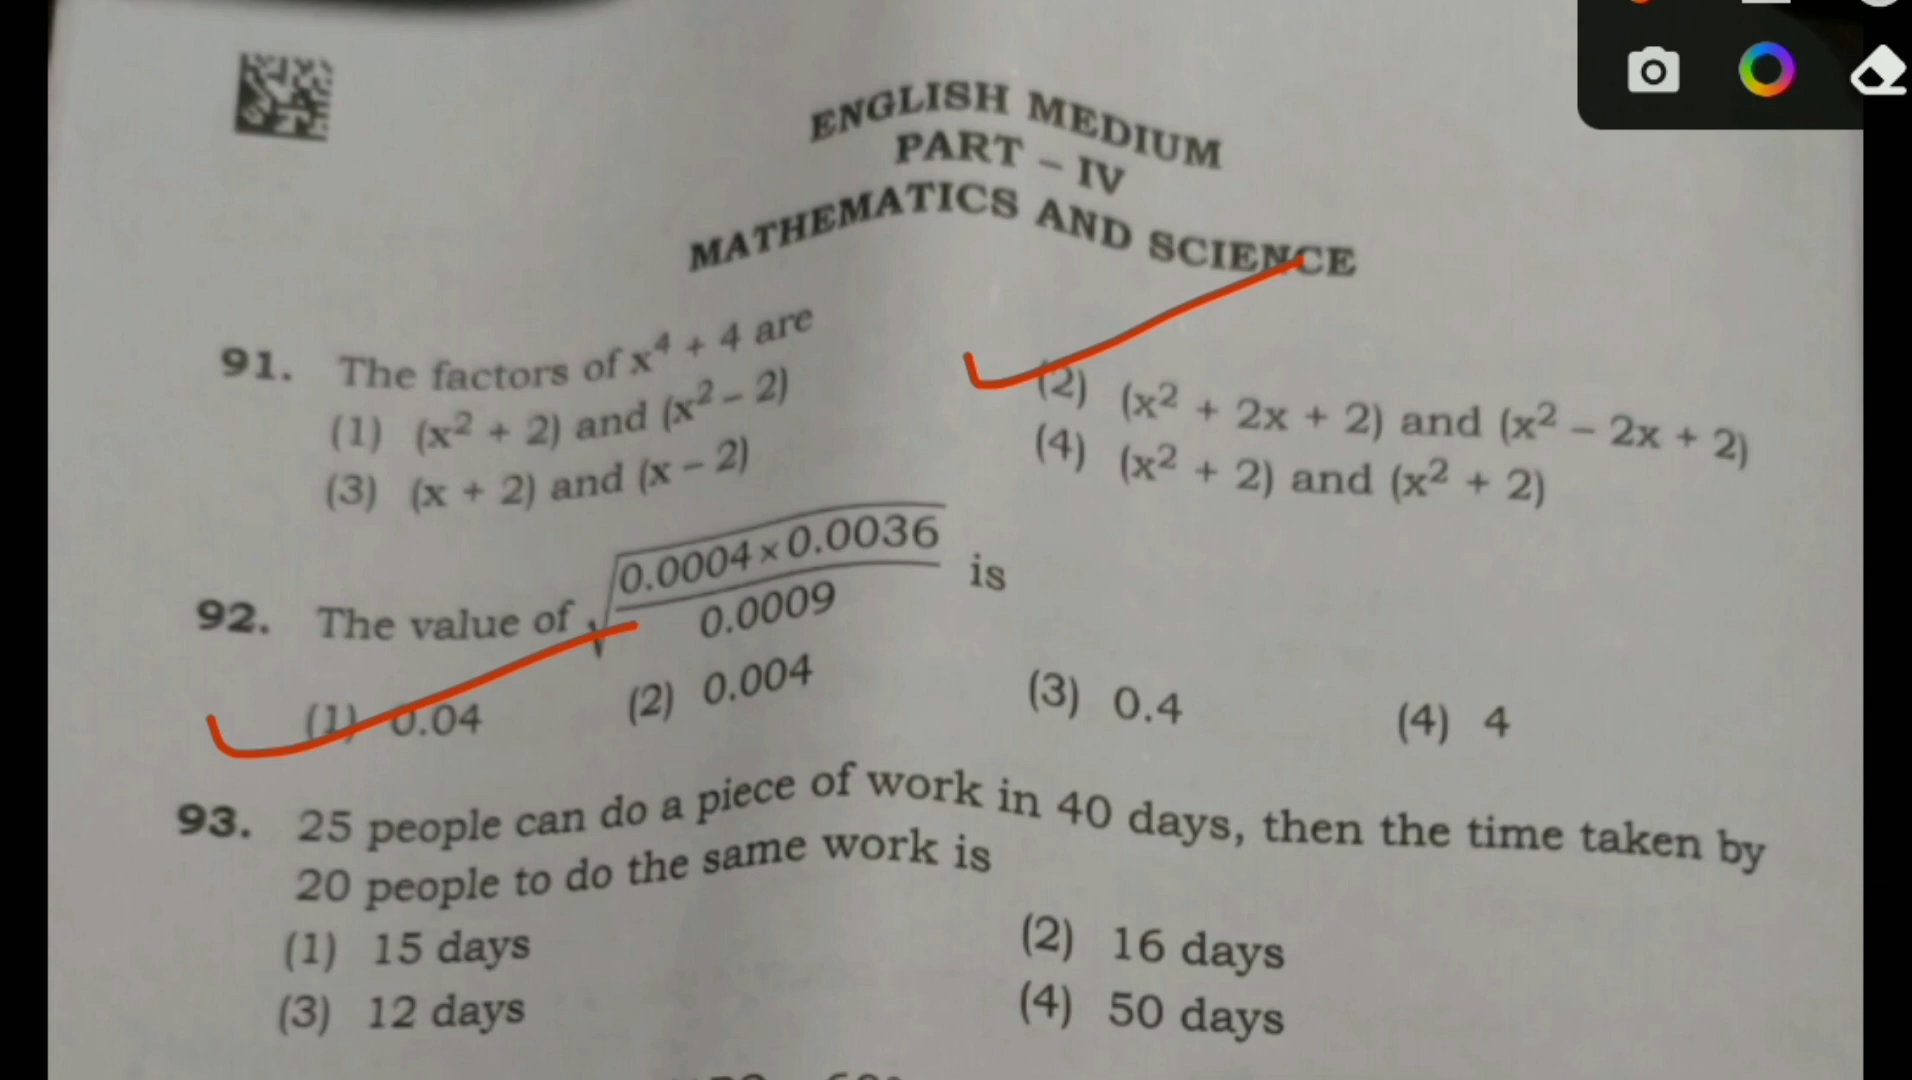 ENGLISH MEDIUM
PART – IV
MATHEMATICS AND SCIENCE
91. The factors of x⁴ + 4 are
(1) (x² + 2) and (x² – 2)
(2) (x² + 2x + 2) and (x² – 2x + 2)
(3) (x + 2) and (x – 2)
(4) (x² + 2) and (x² + 2)
92. The value of √(0.0004 × 0.0036 / 0.0009) is
(1) 0.04 (2) 0.004 (3) 0.4 (4) 4
93. 25 people can do a piece of work in 40 days, then the time taken by
20 people to do the same work is
(1) 15 days (2) 16 days
(3) 12 days (4) 50 days